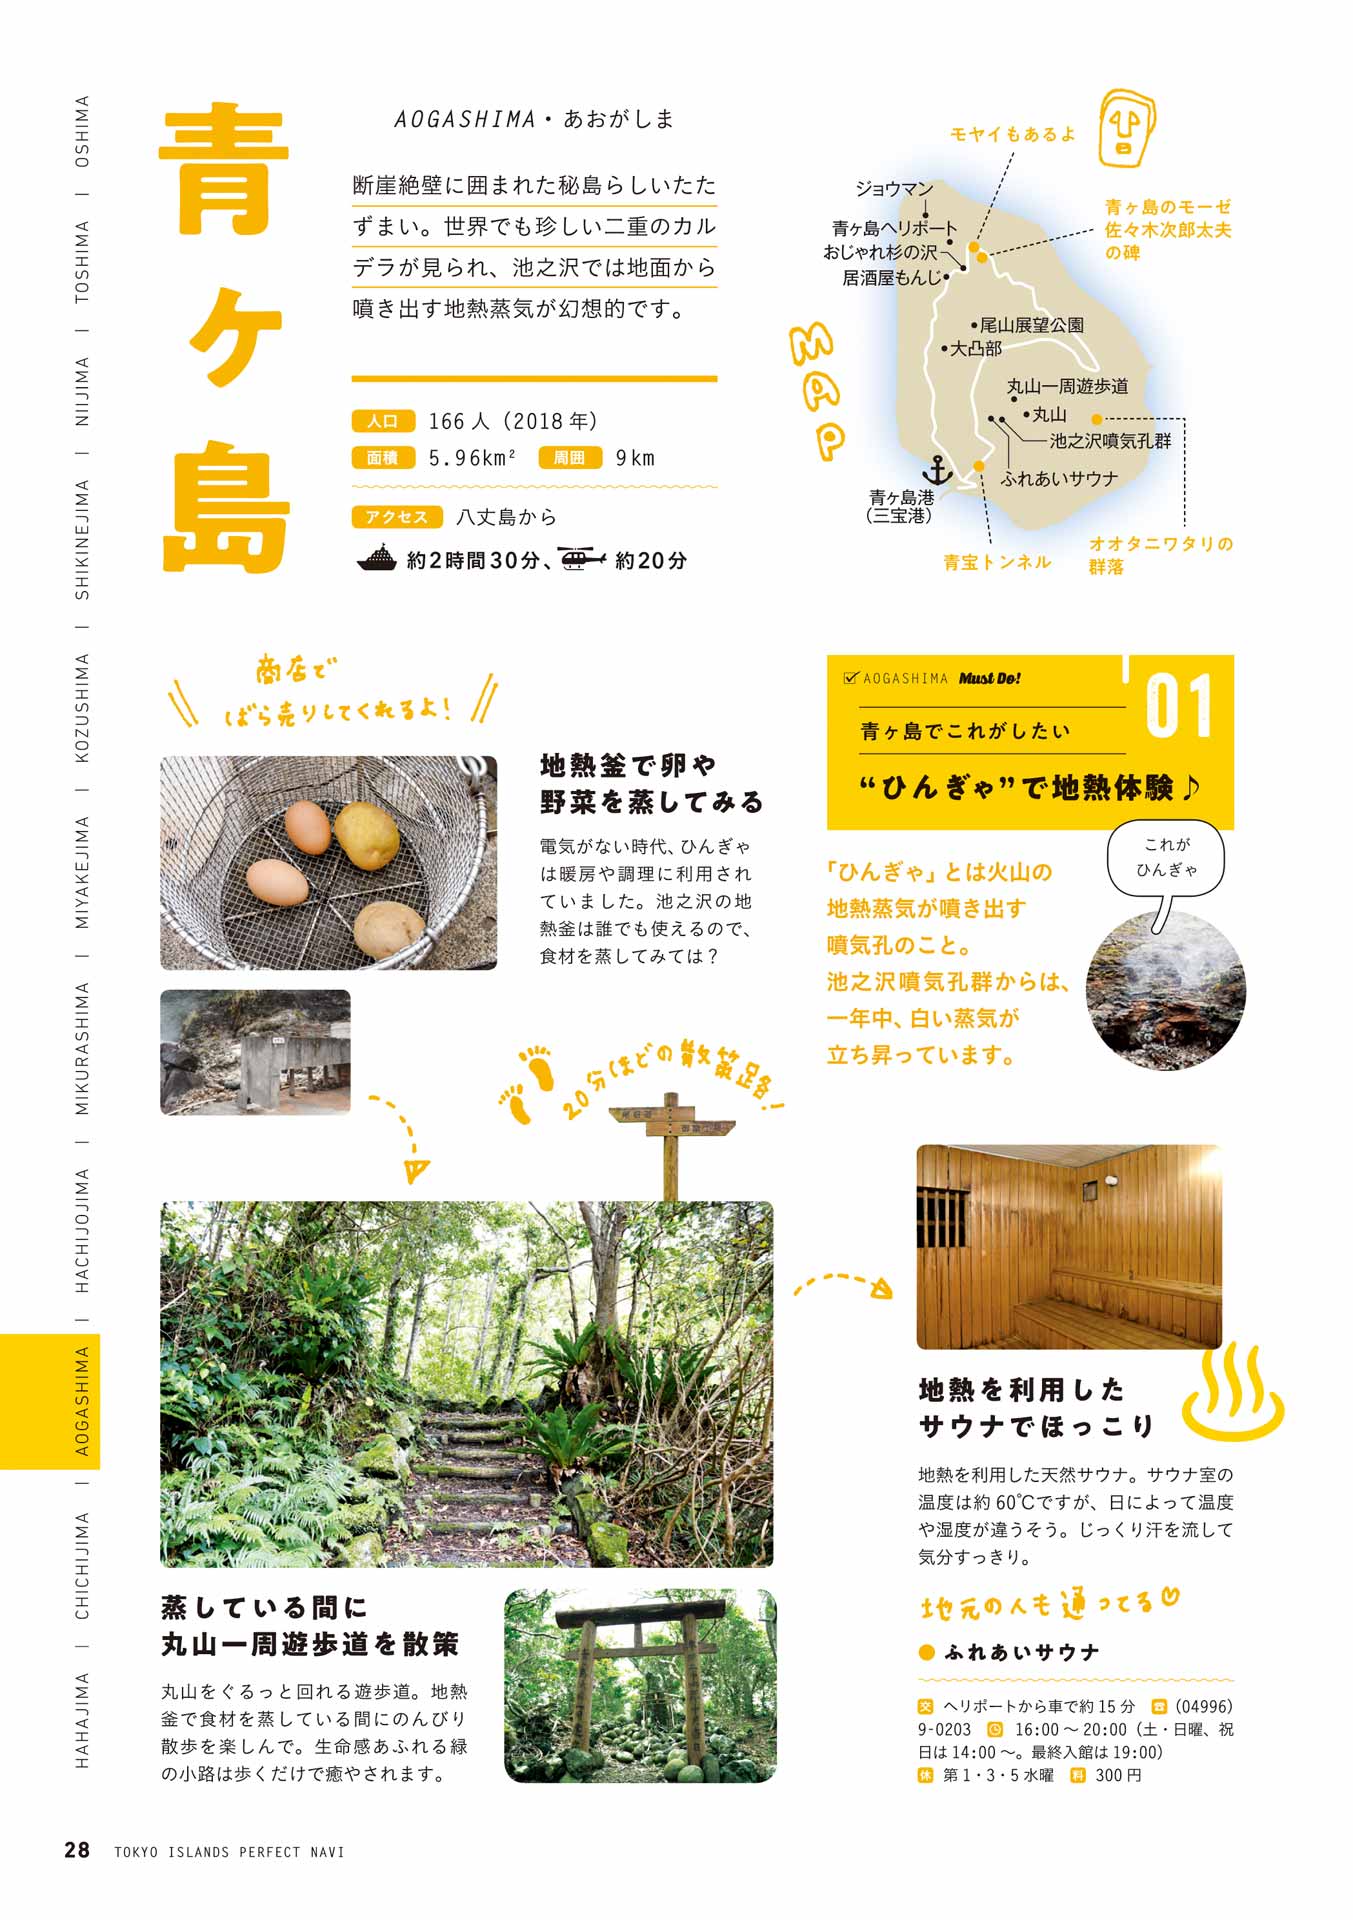 OSHIMA | TOSHIMA | NIIJIMA | SHIKINEJIMA | KOZUSHIMA | MIYAKEJIMA | MIKURASHIMA | HACHIJOJIMA | AOGASHIMA | CHICHIJIMA | HAHAJIMA
青ヶ島
AOGASHIMA・あおがしま
断崖絶壁に囲まれた秘島らしいたた
ずまい。世界でも珍しい二重のカル
デラが見られ、池之沢では地面から
噴き出す地熱蒸気が幻想的です。
人口 166人（2018年）
面積 5.96km² 周囲 9km
アクセス 八丈島から
約2時間30分、約20分
MAP
モヤイもあるよ
ジョウマン
青ヶ島ヘリポート
おじゃれ杉の沢
居酒屋もんじ
青ヶ島のモーゼ
佐々木次郎太夫
の碑
尾山展望公園
大凸部
丸山一周遊歩道
丸山
池之沢噴気孔群
ふれあいサウナ
青ヶ島港
（三宝港）
青宝トンネル
オオタニワタリの
群落
商店で
ばら売りしてくれるよ！
地熱釜で卵や
野菜を蒸してみる
電気がない時代、ひんぎゃ
は暖房や調理に利用され
ていました。池之沢の地
熱釜は誰でも使えるので、
食材を蒸してみては？
AOGASHIMA Must Do!
01
青ヶ島でこれがしたい
“ひんぎゃ”で地熱体験♪
「ひんぎゃ」とは火山の
地熱蒸気が噴き出す
噴気孔のこと。
池之沢噴気孔群からは、
一年中、白い蒸気が
立ち昇っています。
これが
ひんぎゃ
20分ほどの散策路！
蒸している間に
丸山一周遊歩道を散策
丸山をぐるっと回れる遊歩道。地熱
釜で食材を蒸している間にのんびり
散歩を楽しんで。生命感あふれる緑
の小路は歩くだけで癒やされます。
地熱を利用した
サウナでほっこり
地熱を利用した天然サウナ。サウナ室の
温度は約60℃ですが、日によって温度
や湿度が違うそう。じっくり汗を流して
気分すっきり。
地元の人も通ってる
●ふれあいサウナ
交 ヘリポートから車で約15分 ☎（04996）
9-0203 16:00～20:00（土・日曜、祝
日は14:00～。最終入館は19:00）
休 第1・3・5水曜 料 300円
28 TOKYO ISLANDS PERFECT NAVI